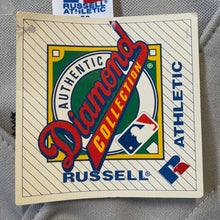 RUSSELL
ATHLETIC
AUTHENTIC
Diamond
COLLECTION
RUSSELL®
ATHLETIC